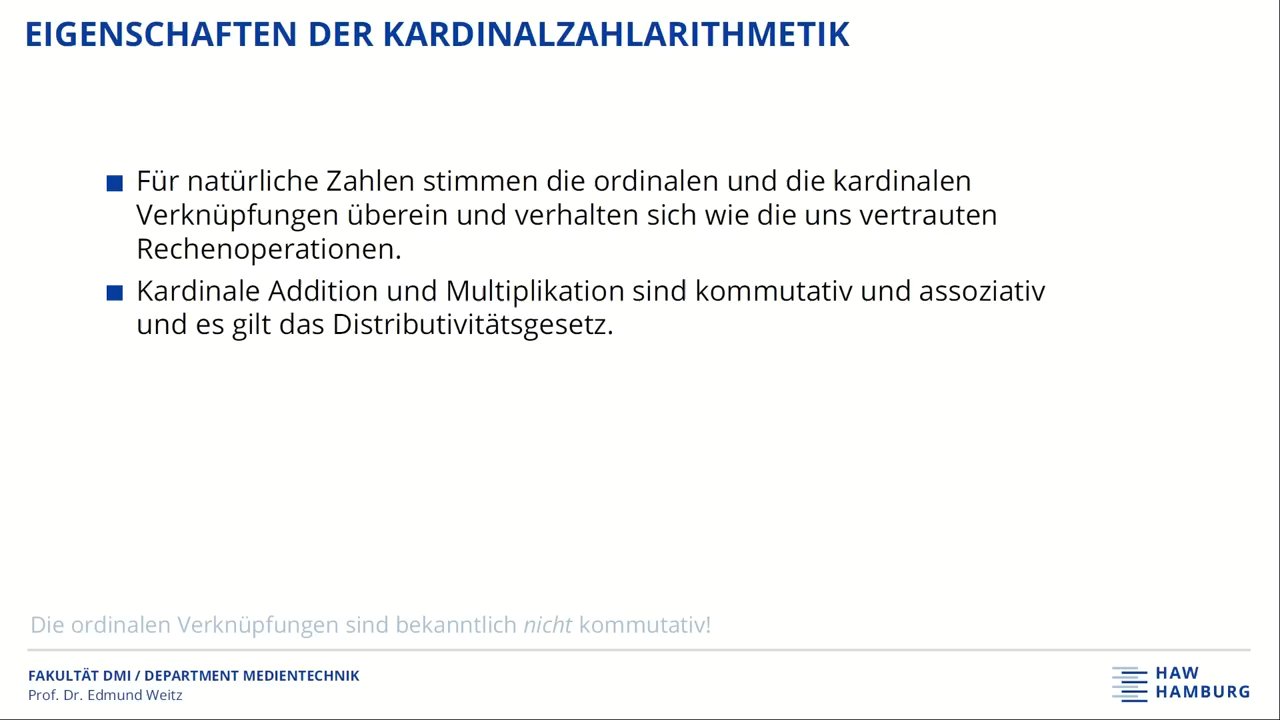 EIGENSCHAFTEN DER KARDINALZAHLARITHMETIK
Für natürliche Zahlen stimmen die ordinalen und die kardinalen
Verknüpfungen überein und verhalten sich wie die uns vertrauten
Rechenoperationen.
Kardinale Addition und Multiplikation sind kommutativ und assoziativ
und es gilt das Distributivitätsgesetz.
Die ordinalen Verknüpfungen sind bekanntlich nicht kommutativ!
FAKULTÄT DMI / DEPARTMENT MEDIENTECHNIK
Prof. Dr. Edmund Weitz
HAW
HAMBURG